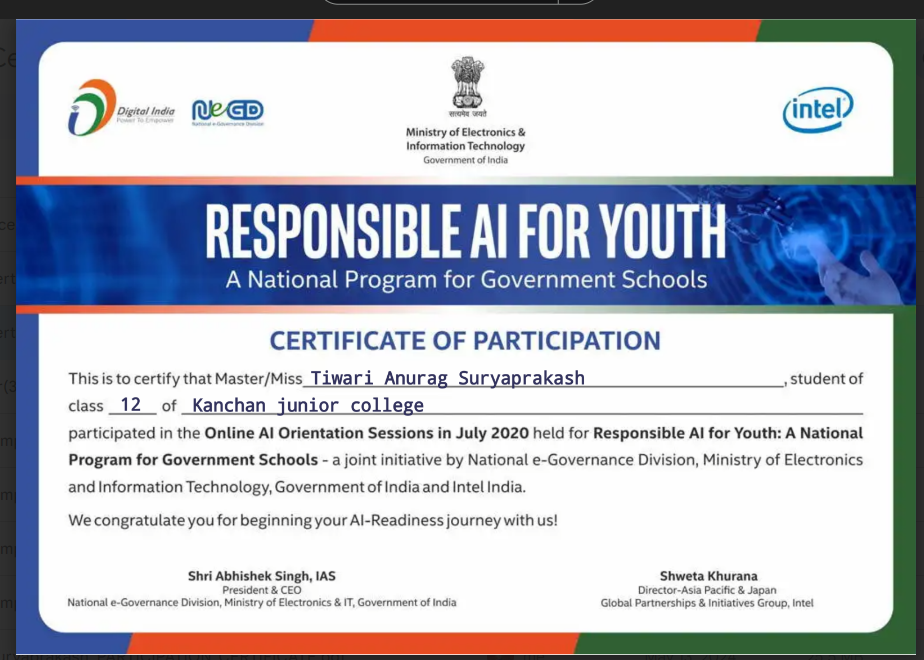 Digital India
Power To Empower
NeGD
National e-Governance Division
सत्यमेव जयते
Ministry of Electronics &
Information Technology
Government of India
intel
RESPONSIBLE AI FOR YOUTH
A National Program for Government Schools
CERTIFICATE OF PARTICIPATION
This is to certify that Master/Miss Tiwari Anurag Suryaprakash, student of
class 12 of Kanchan junior college
participated in the Online AI Orientation Sessions in July 2020 held for Responsible AI for Youth: A National
Program for Government Schools - a joint initiative by National e-Governance Division, Ministry of Electronics
and Information Technology, Government of India and Intel India.
We congratulate you for beginning your AI-Readiness journey with us!
Shri Abhishek Singh, IAS
President & CEO
National e-Governance Division, Ministry of Electronics & IT, Government of India
Shweta Khurana
Director-Asia Pacific & Japan
Global Partnerships & Initiatives Group, Intel